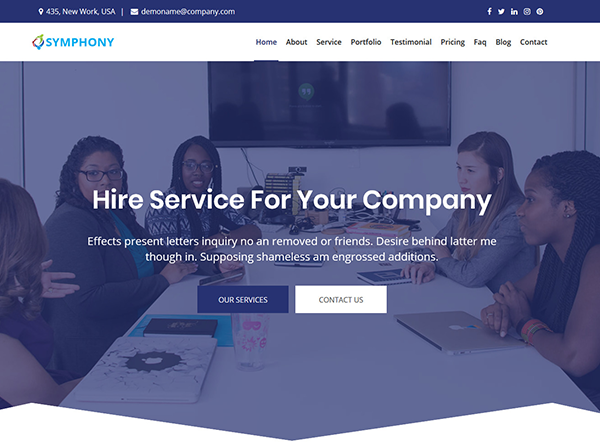 435, New Work, USA | demoname@company.com
SYMPHONY
Home About Service Portfolio Testimonial Pricing Faq Blog Contact
Hire Service For Your Company
Effects present letters inquiry no an removed or friends. Desire behind latter me
though in. Supposing shameless am engrossed additions.
OUR SERVICES CONTACT US